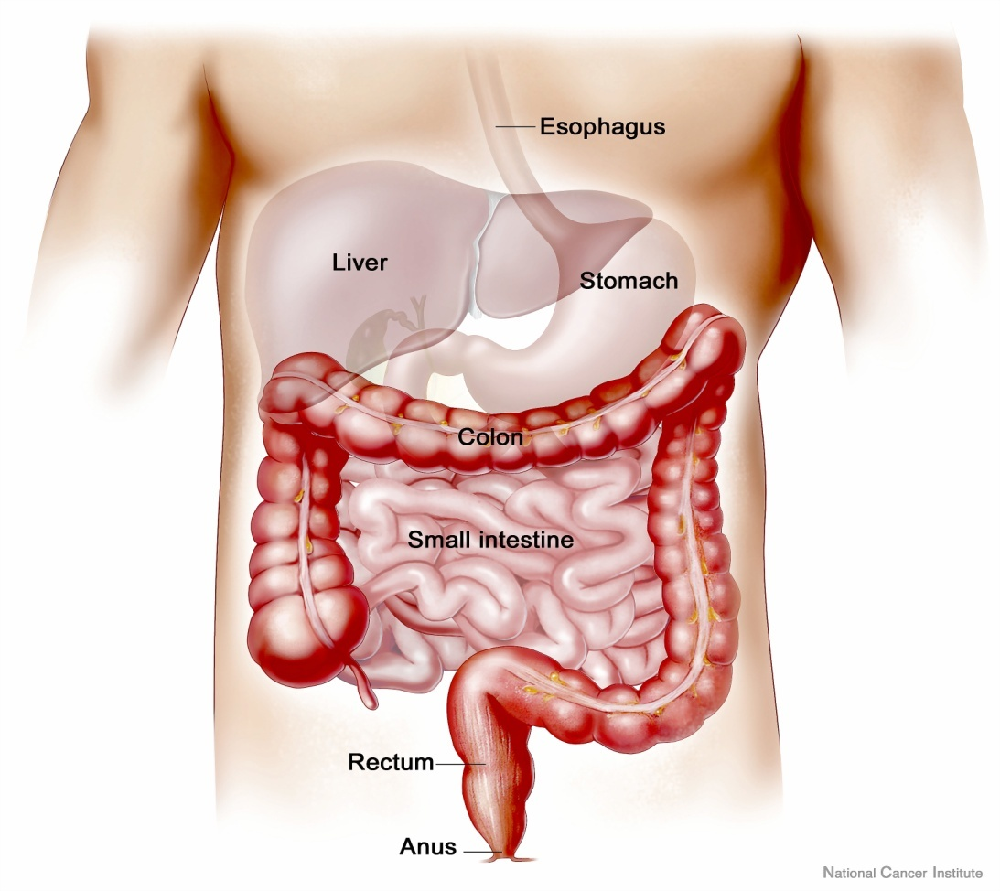 Esophagus
Liver
Stomach
Colon
Small intestine
Rectum
Anus
National Cancer Institute